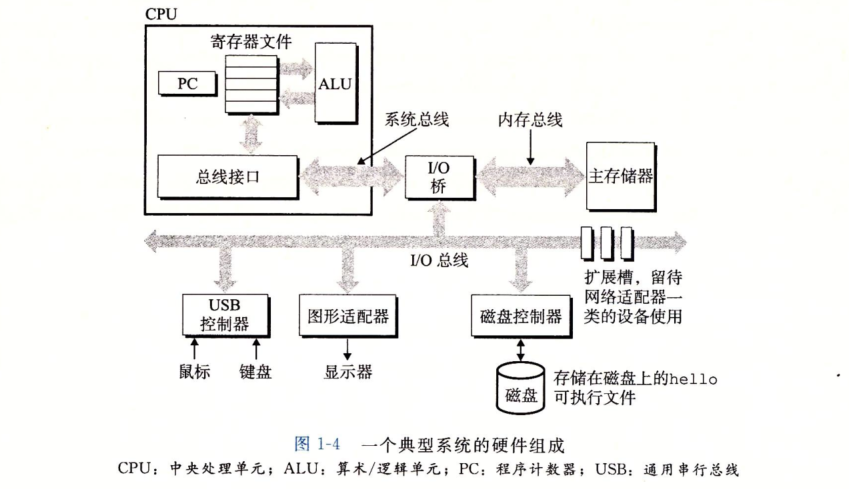 CPU
寄存器文件
PC
ALU
系统总线
内存总线
总线接口
I/O
桥
主存储器
I/O 总线
扩展槽，留待
网络适配器一
类的设备使用
USB
控制器
图形适配器
磁盘控制器
鼠标
键盘
显示器
磁盘
存储在磁盘上的hello
可执行文件
图 1-4 一个典型系统的硬件组成
CPU：中央处理单元；ALU：算术/逻辑单元；PC：程序计数器；USB：通用串行总线